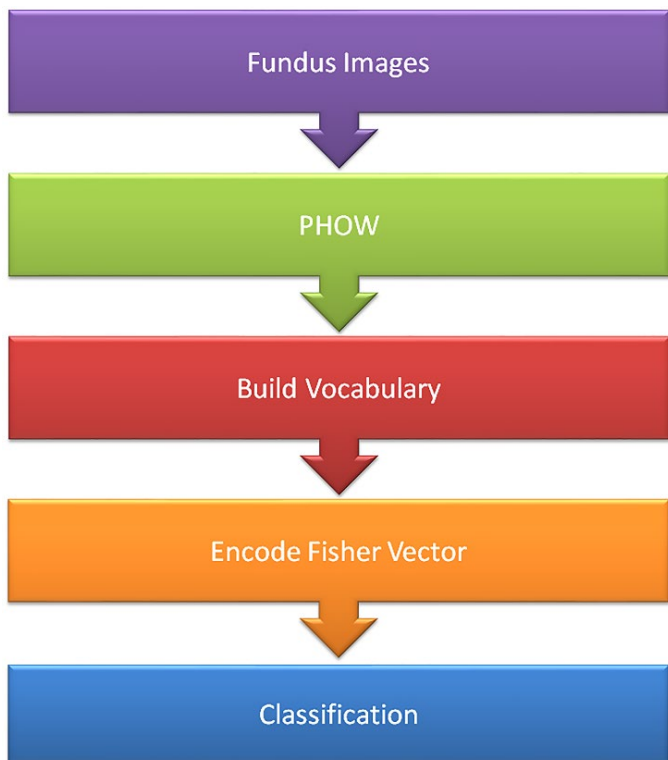 Fundus Images
PHOW
Build Vocabulary
Encode Fisher Vector
Classification